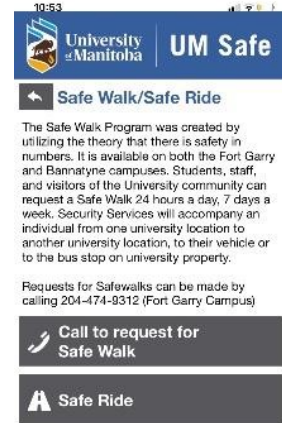 10:53
University
of Manitoba
UM Safe
Safe Walk/Safe Ride
The Safe Walk Program was created by
utilizing the theory that there is safety in
numbers. It is available on both the Fort Garry
and Bannatyne campuses. Students, staff,
and visitors of the University community can
request a Safe Walk 24 hours a day, 7 days a
week. Security Services will accompany an
individual from one university location to
another university location, to their vehicle or
to the bus stop on university property.
Requests for Safewalks can be made by
calling 204-474-9312 (Fort Garry Campus)
Call to request for
Safe Walk
Safe Ride